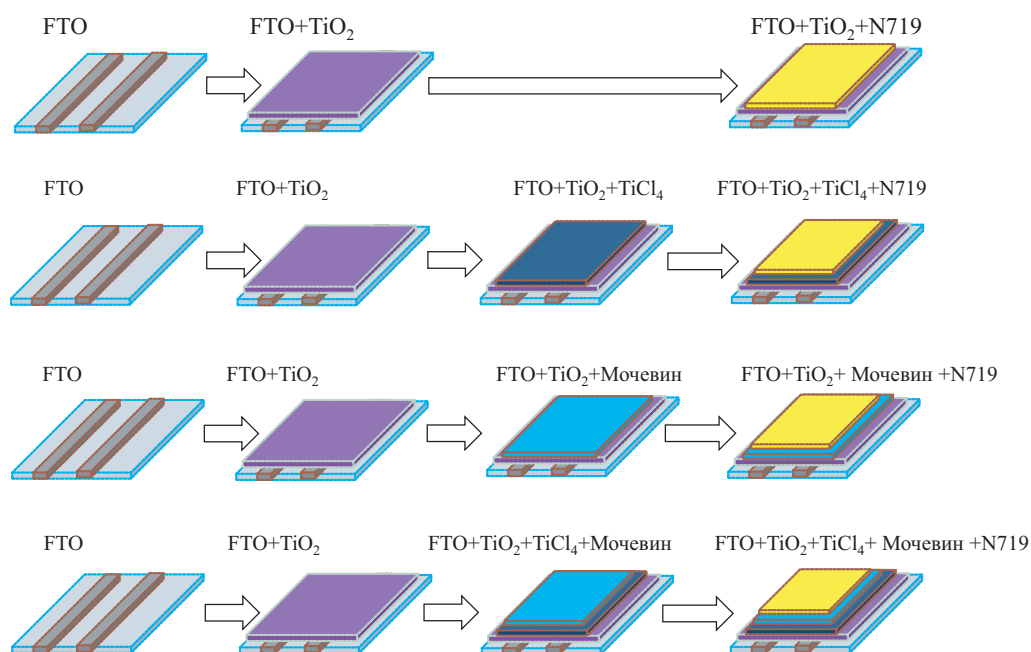 FTO
FTO+TiO₂
FTO+TiO₂+N719
FTO
FTO+TiO₂
FTO+TiO₂+TiCl₄
FTO+TiO₂+TiCl₄+N719
FTO
FTO+TiO₂
FTO+TiO₂+Мочевин
FTO+TiO₂+ Мочевин +N719
FTO
FTO+TiO₂
FTO+TiO₂+TiCl₄+Мочевин
FTO+TiO₂+TiCl₄+ Мочевин +N719